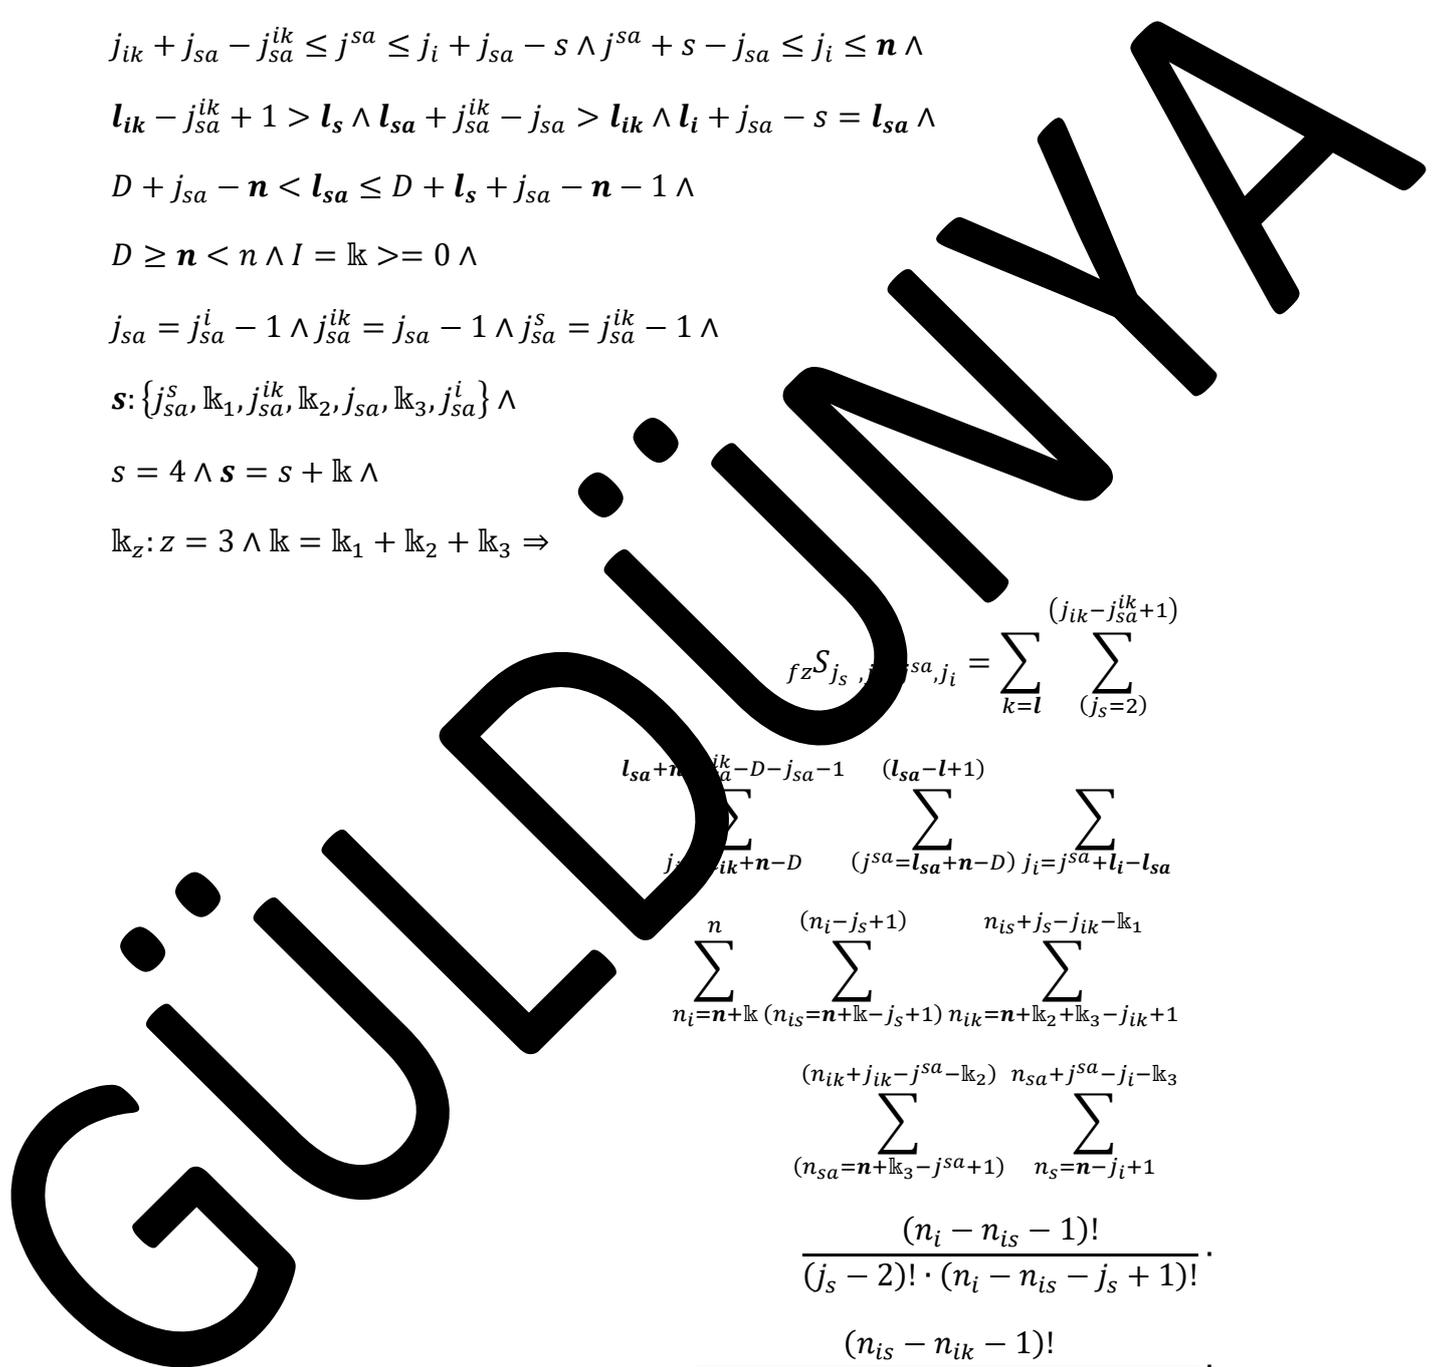 j_{ik} + j_{sa} − j_{sa}^{ik} ≤ j^{sa} ≤ j_i + j_{sa} − s ∧ j^{sa} + s − j_{sa} ≤ j_i ≤ n ∧
l_{ik} − j_{sa}^{ik} + 1 > l_s ∧ l_{sa} + j_{sa}^{ik} − j_{sa} > l_{ik} ∧ l_i + j_{sa} − s = l_{sa} ∧
D + j_{sa} − n < l_{sa} ≤ D + l_s + j_{sa} − n − 1 ∧
D ≥ n < n ∧ I = 𝕜 >= 0 ∧
j_{sa} = j_{sa}^{i} − 1 ∧ j_{sa}^{ik} = j_{sa} − 1 ∧ j_{sa}^{s} = j_{sa}^{ik} − 1 ∧
s: {j_{sa}^{s}, 𝕜_1, j_{sa}^{ik}, 𝕜_2, j_{sa}, 𝕜_3, j_{sa}^{i}} ∧
s = 4 ∧ s = s + 𝕜 ∧
𝕜_z: z = 3 ∧ 𝕜 = 𝕜_1 + 𝕜_2 + 𝕜_3 ⇒
GÜLDÜNYA
(j_{ik}−j_{sa}^{ik}+1)
_{fz}S_{j_s , j^{sa},j_i} = ∑ ∑
k=l (j_s=2)
−D−j_{sa}−1 (l_{sa}−l+1)
∑ ∑ ∑
+n−D (j^{sa}=l_{sa}+n−D) j_i=j^{sa}+l_i−l_{sa}
n (n_i−j_s+1) n_{is}+j_s−j_{ik}−𝕜_1
∑ ∑ ∑
n_i=n+𝕜 (n_{is}=n+𝕜−j_s+1) n_{ik}=n+𝕜_2+𝕜_3−j_{ik}+1
(n_{ik}+j_{ik}−j^{sa}−𝕜_2) n_{sa}+j^{sa}−j_i−𝕜_3
∑ ∑
(n_{sa}=n+𝕜_3−j^{sa}+1) n_s=n−j_i+1
(n_i − n_{is} − 1)!
(j_s − 2)! · (n_i − n_{is} − j_s + 1)! ·
(n_{is} − n_{ik} − 1)!